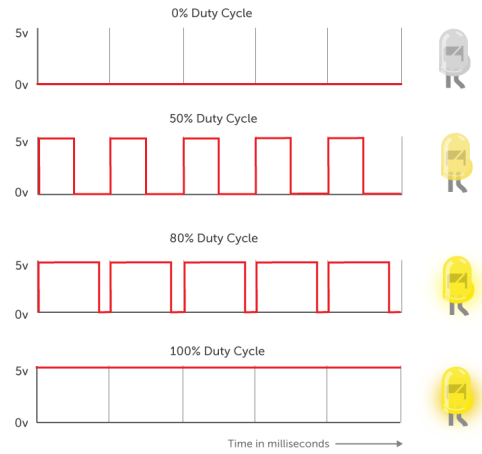 0% Duty Cycle
5v
0v
50% Duty Cycle
5v
0v
80% Duty Cycle
5v
0v
100% Duty Cycle
5v
0v
Time in milliseconds